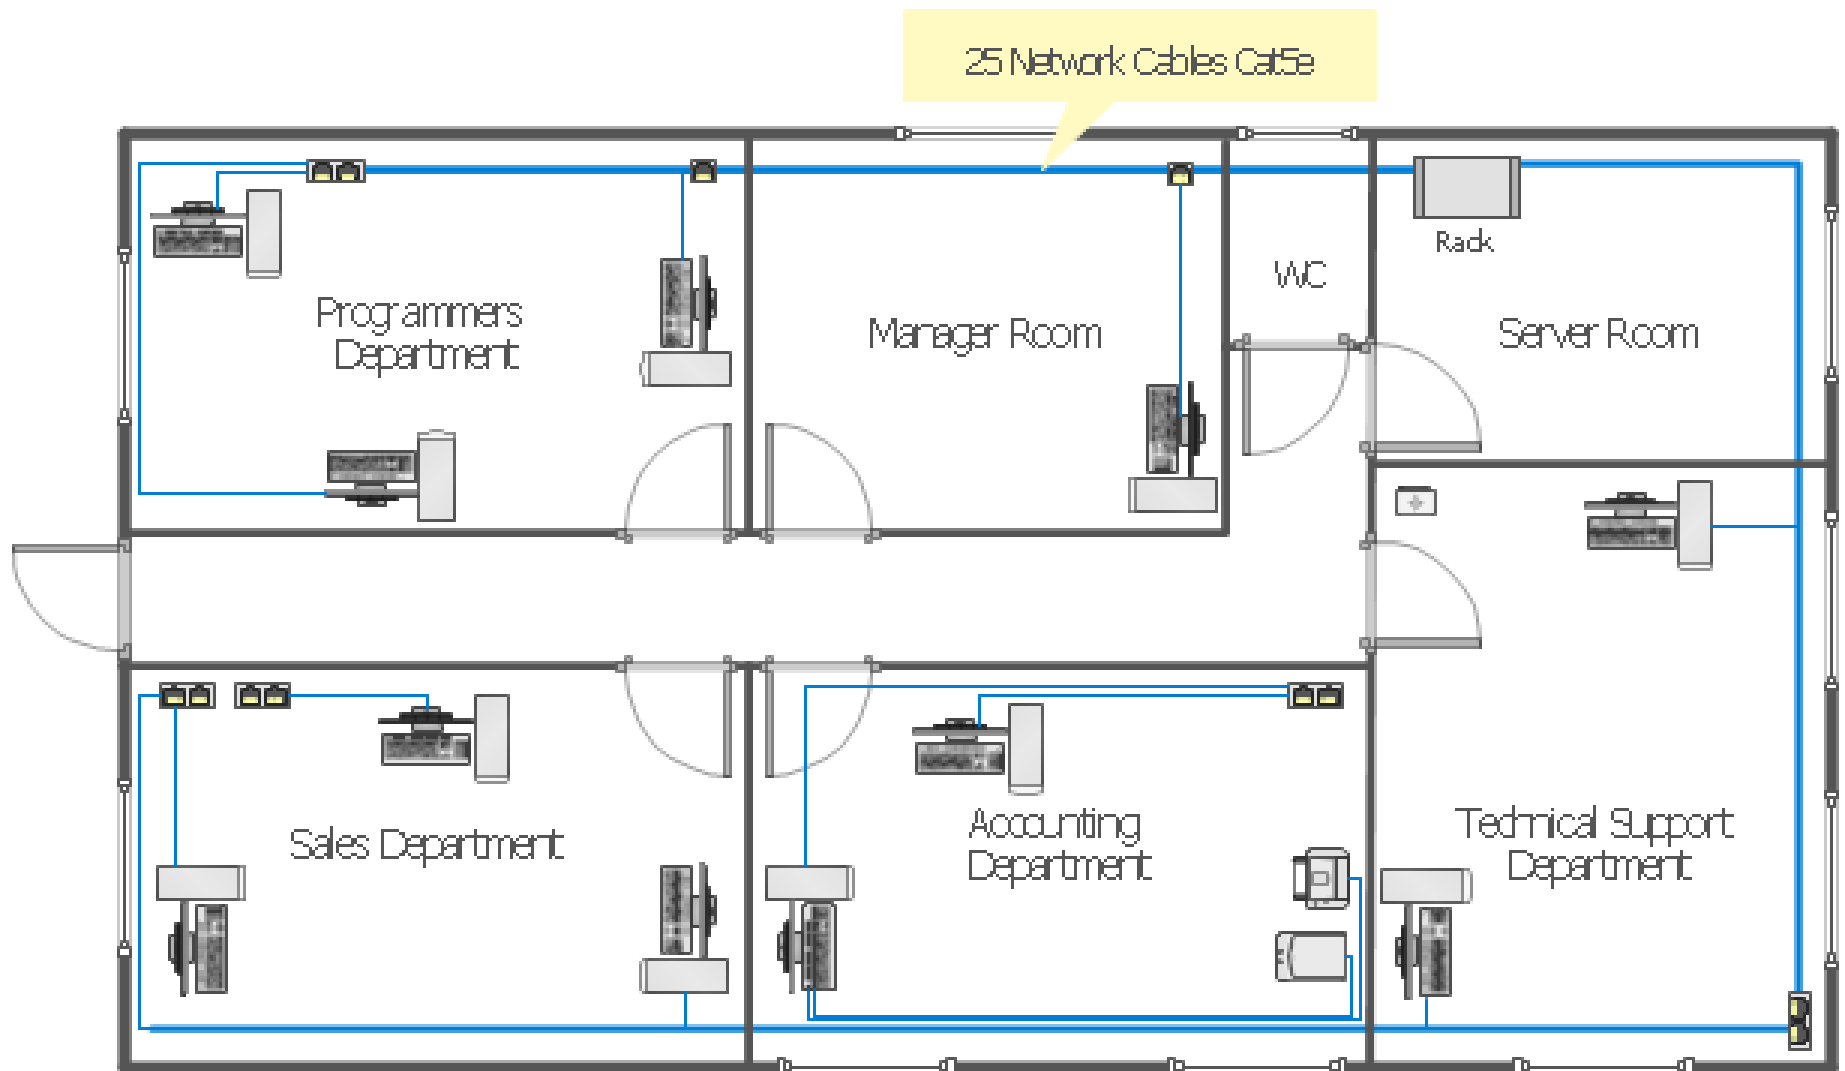 25 Network Cables Cat5e
Rack
WC
Programmers
Department
Manager Room
Server Room
Sales Department
Accounting
Department
Technical Support
Department